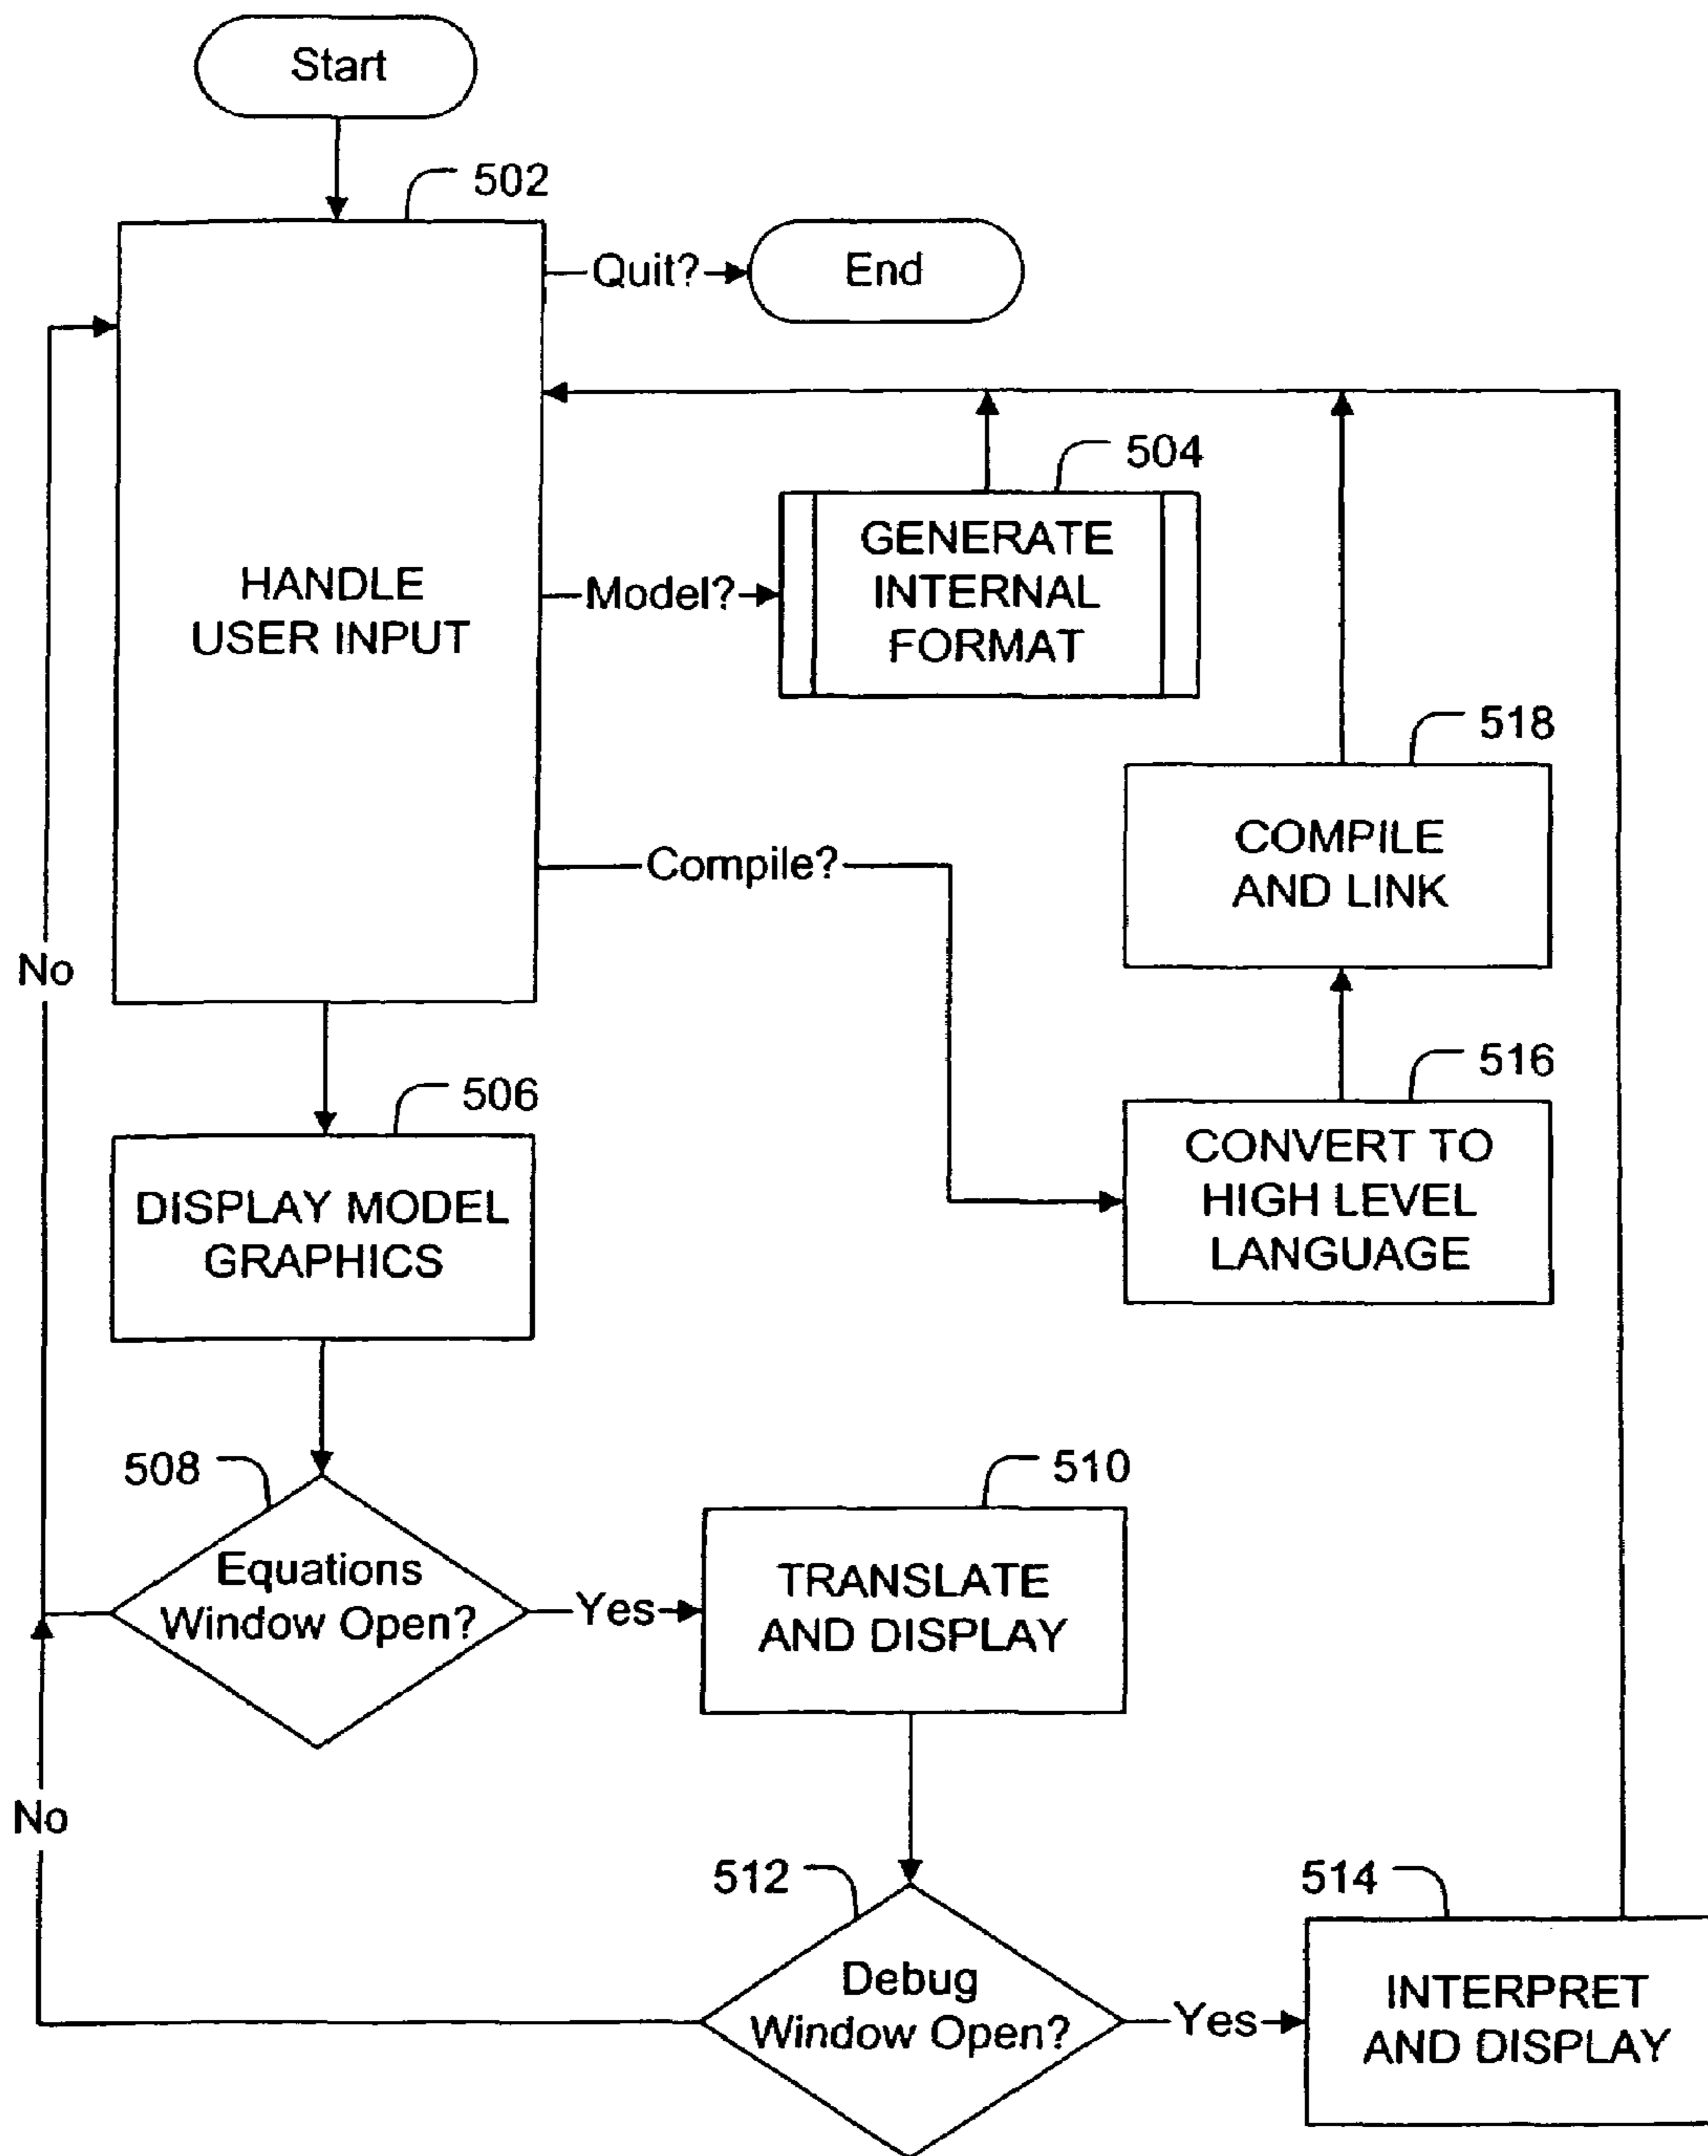 Start
502
Quit?
End
504
GENERATE
INTERNAL
FORMAT
HANDLE
USER INPUT
Model?
518
COMPILE
AND LINK
Compile?
No
516
CONVERT TO
HIGH LEVEL
LANGUAGE
506
DISPLAY MODEL
GRAPHICS
508
Equations
Window Open?
Yes
510
TRANSLATE
AND DISPLAY
No
512
Debug
Window Open?
Yes
514
INTERPRET
AND DISPLAY